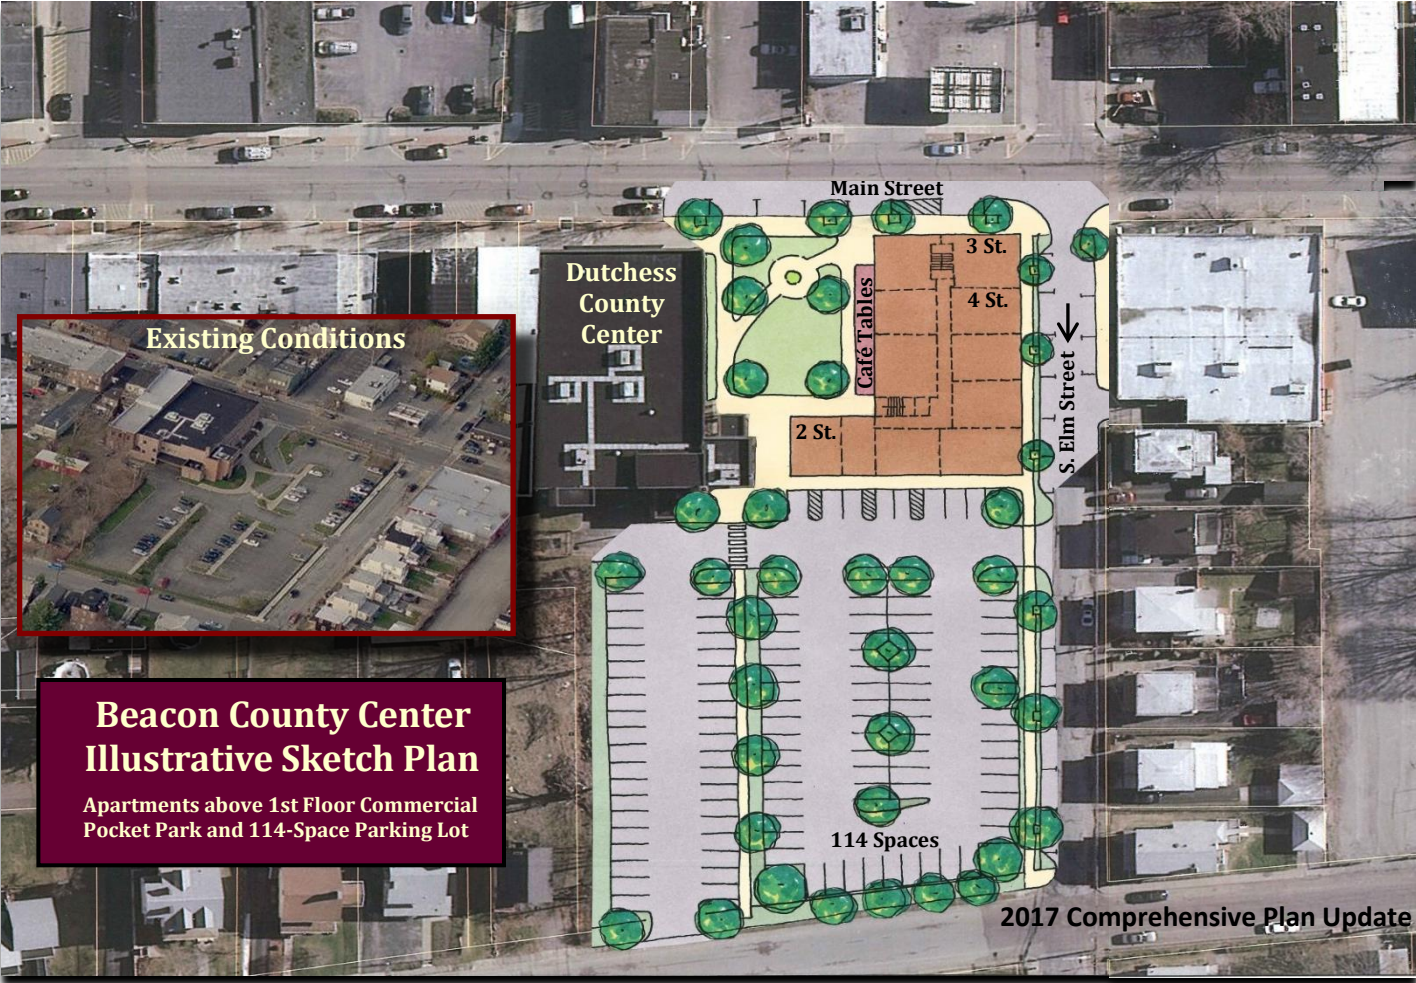 Main Street
3 St.
Dutchess
County
Center
4 St.
Café Tables
Existing Conditions
S. Elm Street
2 St.
Beacon County Center
Illustrative Sketch Plan
Apartments above 1st Floor Commercial
Pocket Park and 114-Space Parking Lot
114 Spaces
2017 Comprehensive Plan Update